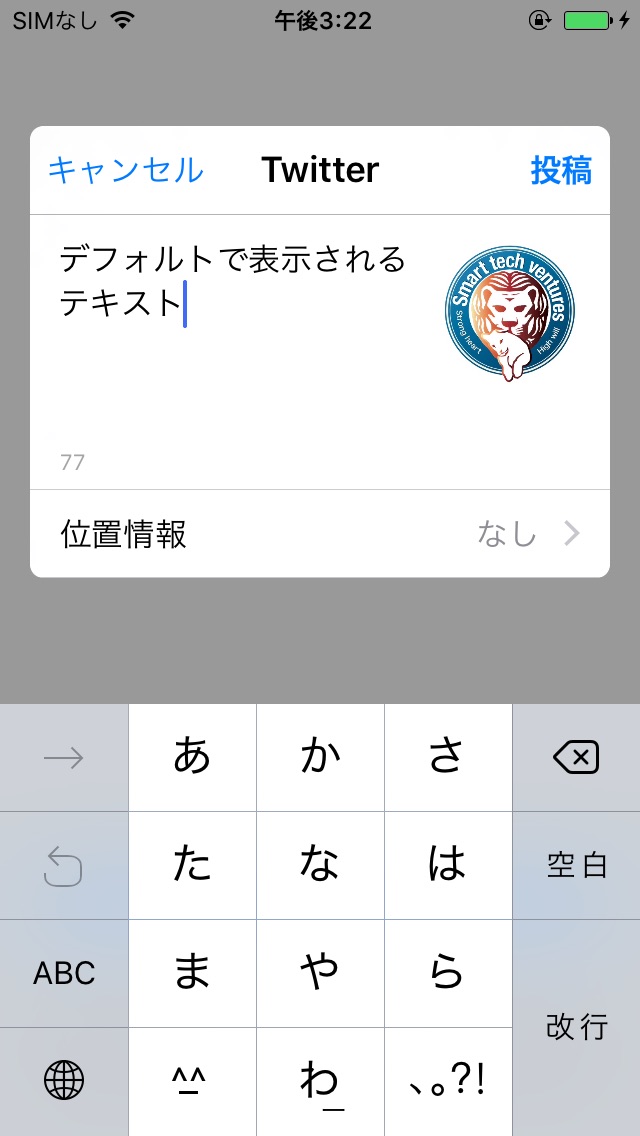 SIMなし 午後3:22
キャンセル Twitter 投稿
デフォルトで表示される
テキスト
Smart tech ventures
Strong heart High will
77
位置情報 なし
→ あ か さ
た な は 空白
ABC ま や ら
改行
^_^ わ_ 、。?!